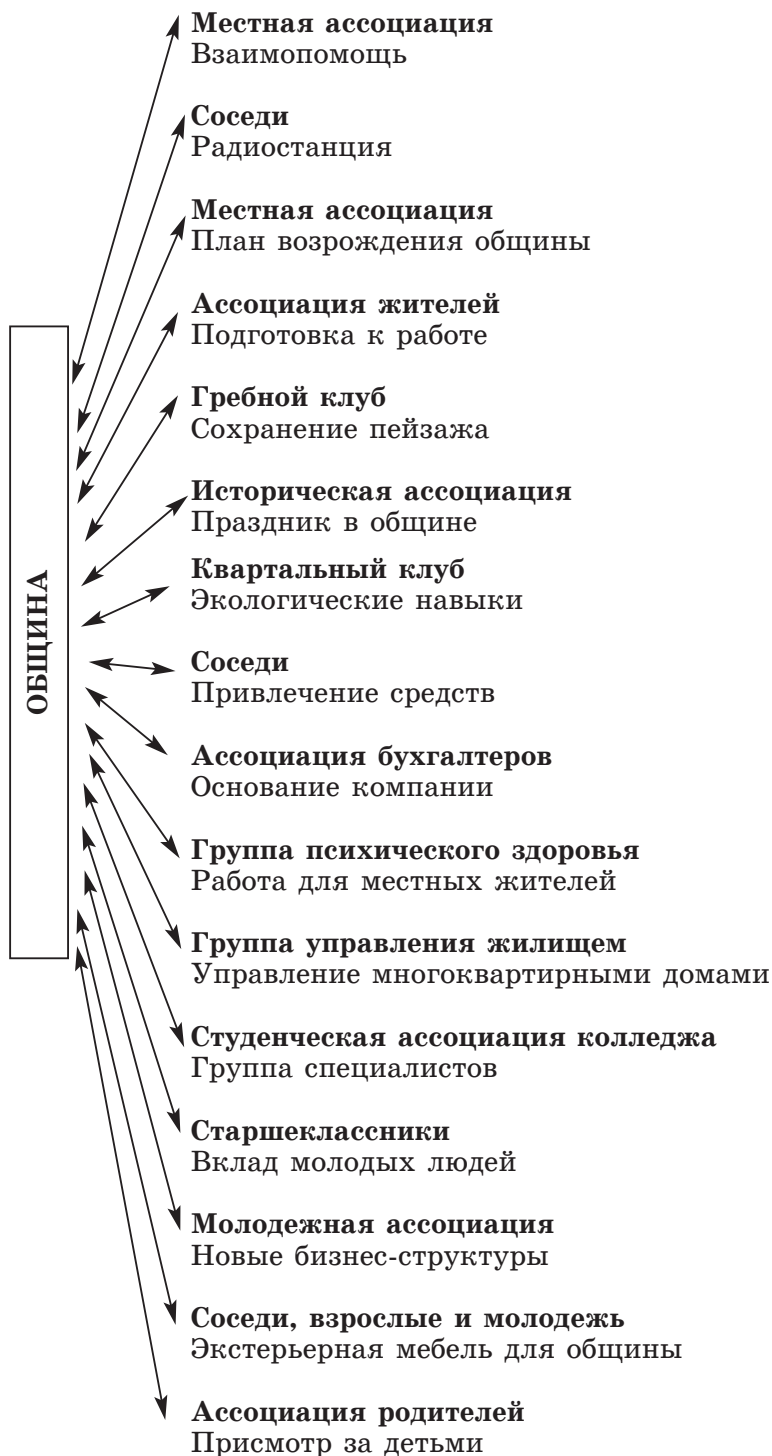 Местная ассоциация
Взаимопомощь
Соседи
Радиостанция
Местная ассоциация
План возрождения общины
Ассоциация жителей
Подготовка к работе
Гребной клуб
Сохранение пейзажа
Историческая ассоциация
Праздник в общине
Квартальный клуб
Экологические навыки
ОБЩИНА
Соседи
Привлечение средств
Ассоциация бухгалтеров
Основание компании
Группа психического здоровья
Работа для местных жителей
Группа управления жилищем
Управление многоквартирными домами
Студенческая ассоциация колледжа
Группа специалистов
Старшеклассники
Вклад молодых людей
Молодежная ассоциация
Новые бизнес-структуры
Соседи, взрослые и молодежь
Экстерьерная мебель для общины
Ассоциация родителей
Присмотр за детьми